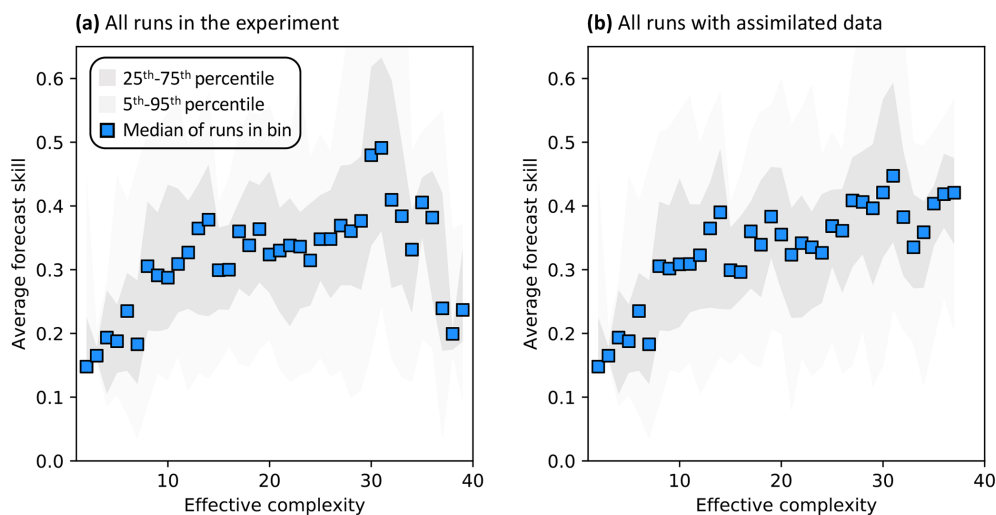 (a) All runs in the experiment
0.6
0.5
0.4
0.3
0.2
0.1
0.0
Average forecast skill
25th-75th percentile
5th-95th percentile
Median of runs in bin
10
20
30
40
Effective complexity
(b) All runs with assimilated data
0.6
0.5
0.4
0.3
0.2
0.1
0.0
Average forecast skill
10
20
30
40
Effective complexity